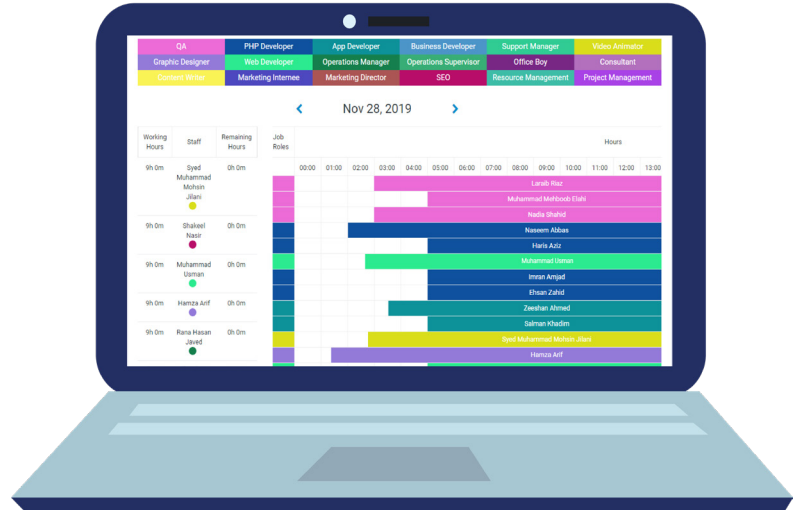 QA PHP Developer App Developer Business Developer Support Manager Video Animator
Graphic Designer Web Developer Operations Manager Operations Supervisor Office Boy Consultant
Content Writer Marketing Internee Marketing Director SEO Resource Management Project Management
Nov 28, 2019
Working Hours Staff Remaining Hours Job Roles Hours
00:00 01:00 02:00 03:00 04:00 05:00 06:00 07:00 08:00 09:00 10:00 11:00 12:00 13:00
9h 0m Syed Muhammad Mohsin Jilani 0h 0m
9h 0m Shakeel Nasir 0h 0m
9h 0m Muhammad Usman 0h 0m
9h 0m Hamza Arif 0h 0m
9h 0m Rana Hasan Javed 0h 0m
Laraib Riaz
Muhammad Mehboob Elahi
Nadia Shahid
Naseem Abbas
Haris Aziz
Muhammad Usman
Imran Amjad
Ehsan Zahid
Zeeshan Ahmed
Salman Khadim
Syed Muhammad Mohsin Jilani
Hamza Arif